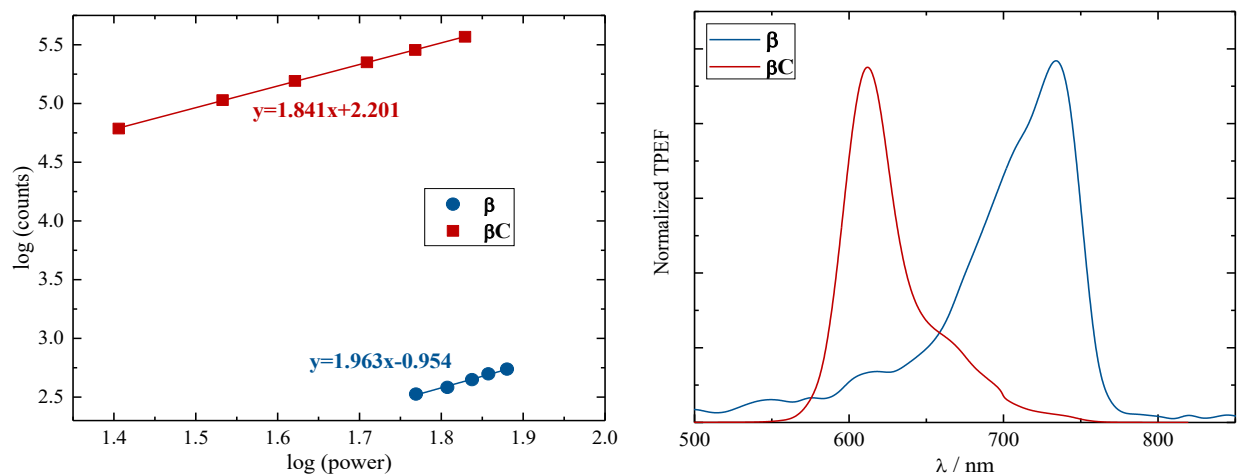 5.5
5.0
4.5
4.0
3.5
3.0
2.5
log (counts)
y=1.841x+2.201
β
βC
y=1.963x-0.954
1.4 1.5 1.6 1.7 1.8 1.9 2.0
log (power)
β
βC
Normalized TPEF
500 600 700 800
λ / nm